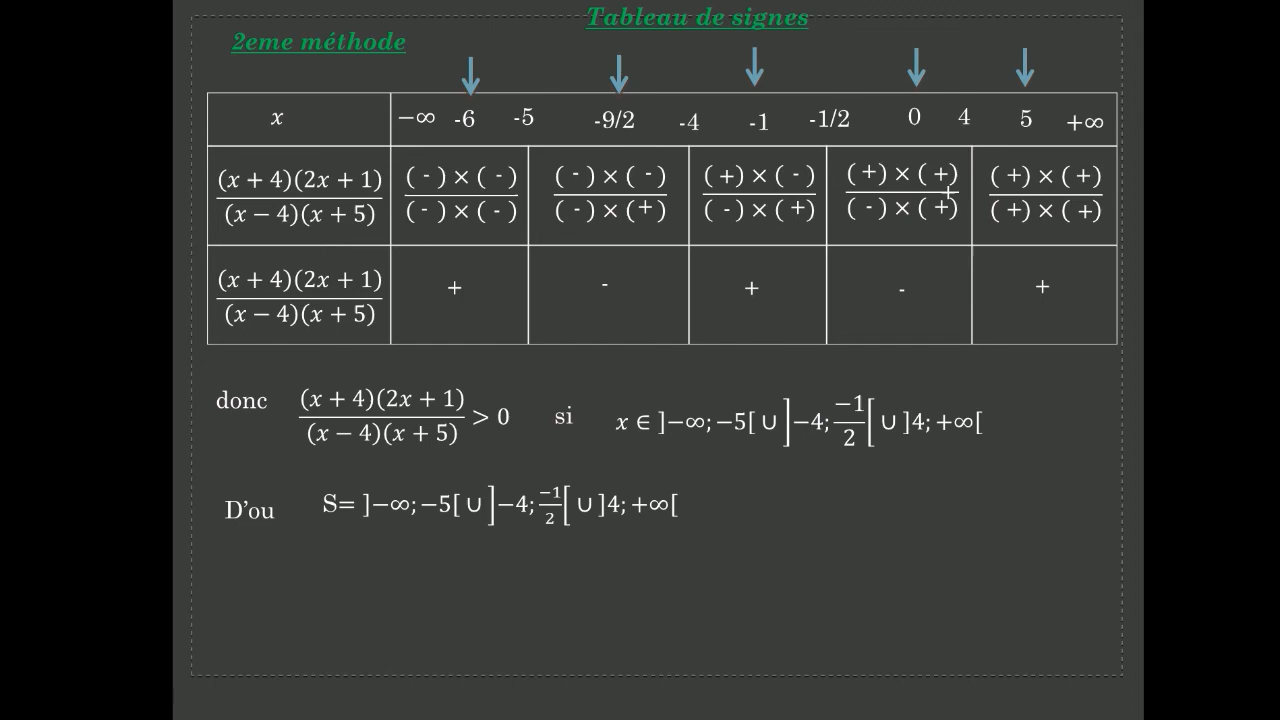 Tableau de signes
2eme méthode
x −∞ -6 -5 -9/2 -4 -1 -1/2 0 4 5 +∞
(x + 4)(2x + 1) / (x − 4)(x + 5) | ( - ) × ( - ) / ( - ) × ( - ) | ( - ) × ( - ) / ( - ) × ( + ) | ( + ) × ( - ) / ( - ) × ( + ) | ( + ) × ( + ) / ( - ) × ( + ) | ( + ) × ( + ) / ( + ) × ( + )
(x + 4)(2x + 1) / (x − 4)(x + 5) | + | - | + | - | +
donc (x + 4)(2x + 1) / (x − 4)(x + 5) > 0 si x ∈ ]−∞; −5[ ∪ ]−4; −1/2[ ∪ ]4; +∞[
D’ou S= ]−∞; −5[ ∪ ]−4; −1/2[ ∪ ]4; +∞[